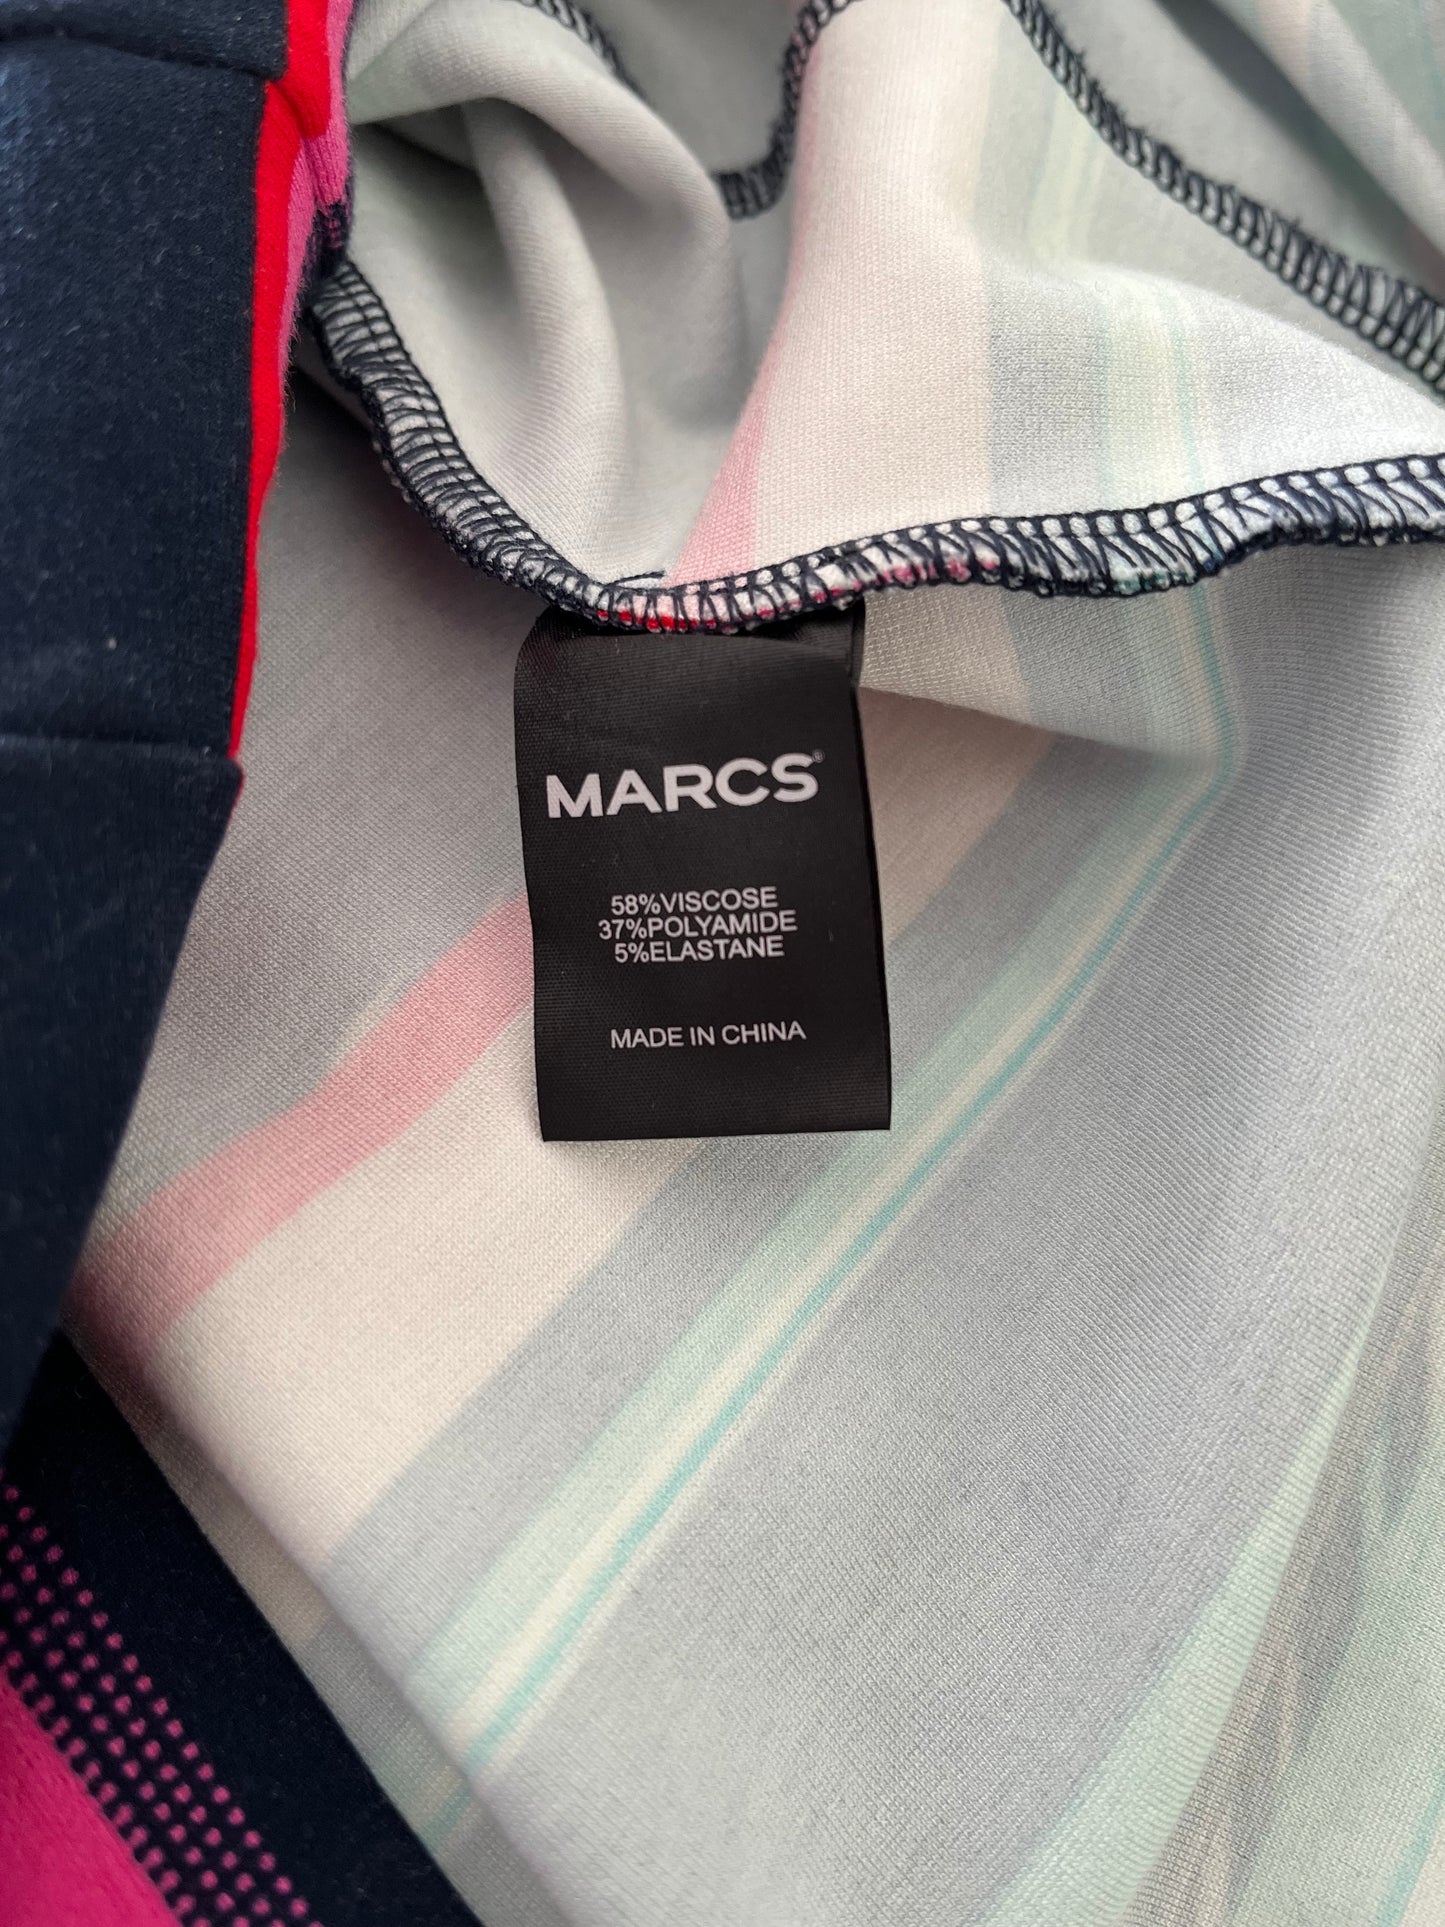 MARCS®
58%VISCOSE
37%POLYAMIDE
5%ELASTANE
MADE IN CHINA